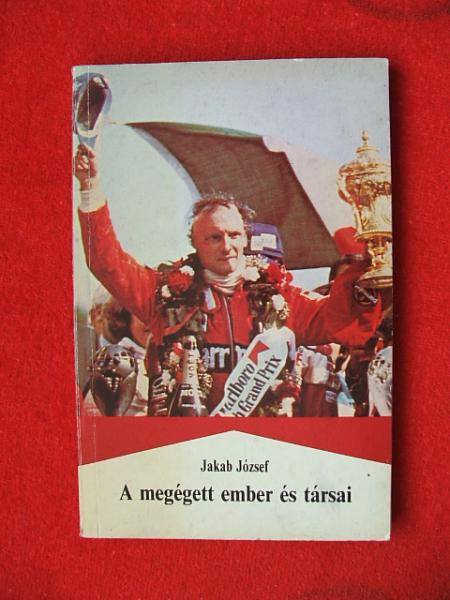 Marlboro
Grand Prix
Jakab József
A megégett ember és társai